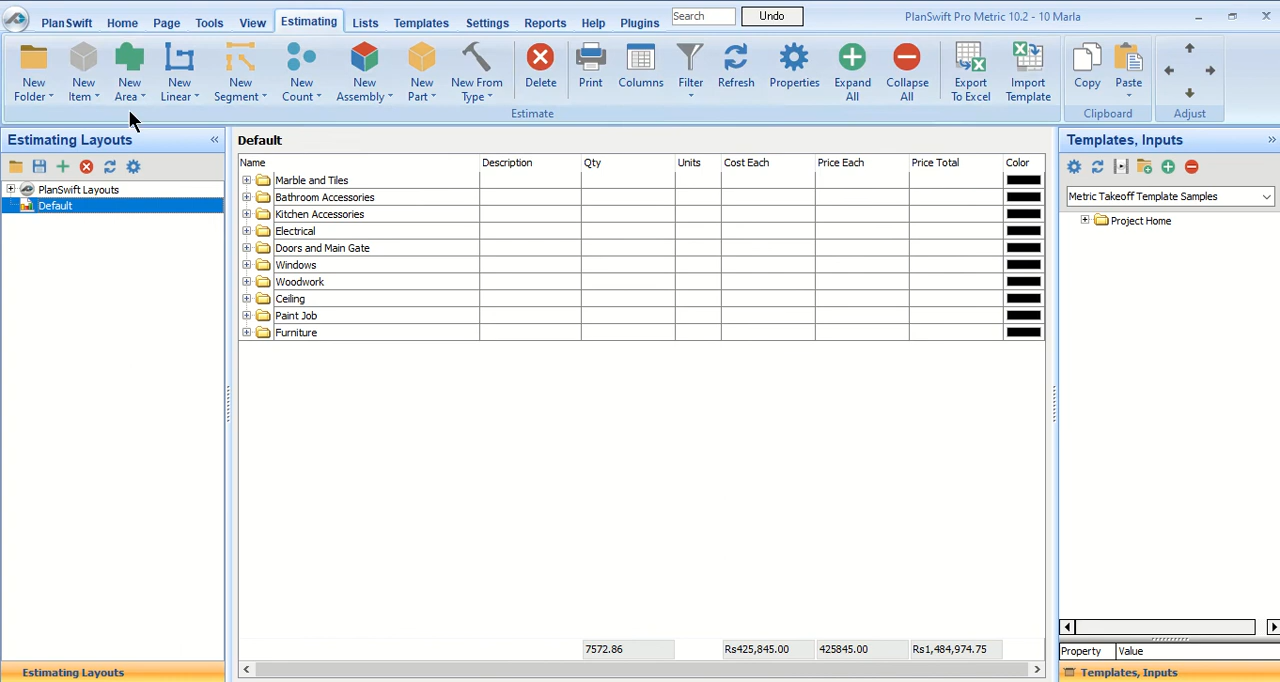 PlanSwift Home Page Tools View Estimating Lists Templates Settings Reports Help Plugins Search Undo PlanSwift Pro Metric 10.2 - 10 Marla
New Folder New Item New Area New Linear New Segment New Count New Assembly New Part New From Type Delete Print Columns Filter Refresh Properties Expand All Collapse All Export To Excel Import Template Copy Paste
Estimate Clipboard Adjust
Estimating Layouts Default Templates, Inputs
Name Description Qty Units Cost Each Price Each Price Total Color
PlanSwift Layouts Marble and Tiles
Default Bathroom Accessories Metric Takeoff Template Samples
Kitchen Accessories Project Home
Electrical
Doors and Main Gate
Windows
Woodwork
Ceiling
Paint Job
Furniture
7572.86 Rs425,845.00 425845.00 Rs1,484,974.75 Property Value
Estimating Layouts Templates, Inputs